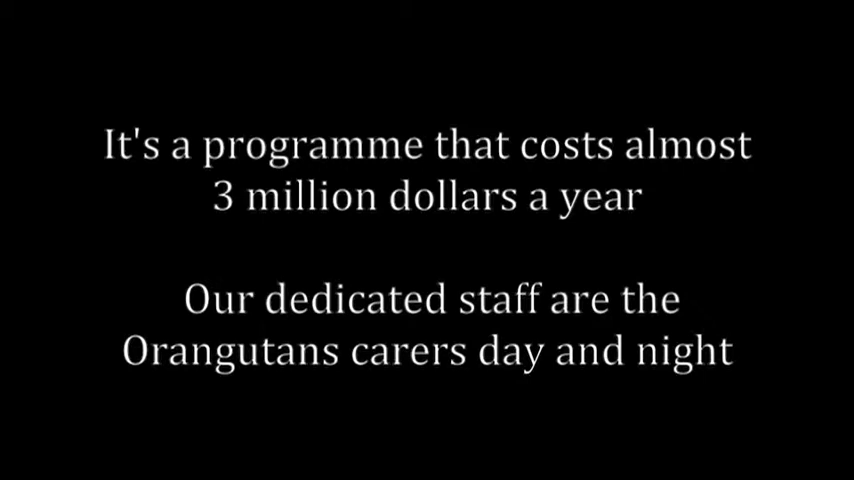 It's a programme that costs almost
3 million dollars a year
Our dedicated staff are the
Orangutans carers day and night